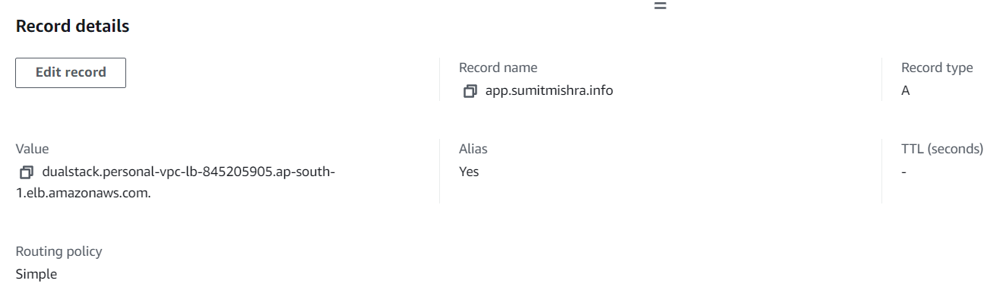 Record details
Edit record
Record name
app.sumitmishra.info
Record type
A
Value
dualstack.personal-vpc-lb-845205905.ap-south-
1.elb.amazonaws.com.
Alias
Yes
TTL (seconds)
-
Routing policy
Simple